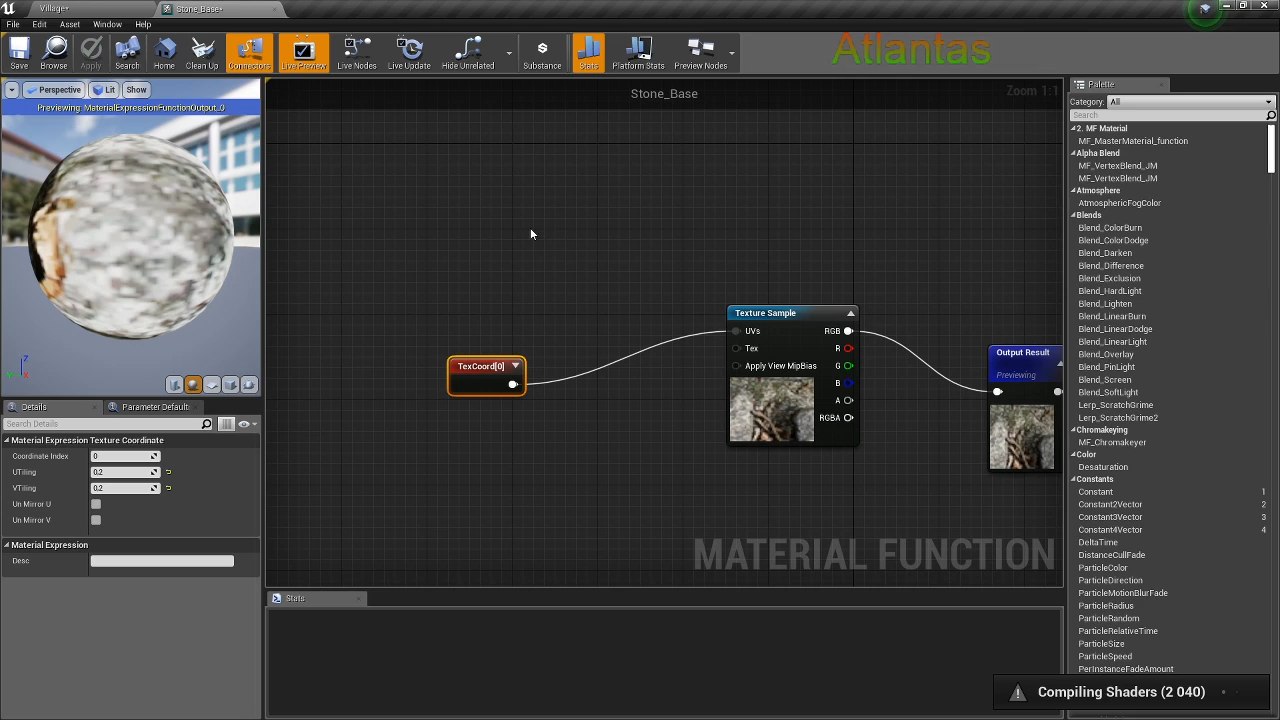 Village*
Stone_Base*
File
Edit
Asset
Window
Help
Save
Browse
Apply
Search
Home
Clean Up
Connectors
Live Preview
Live Nodes
Live Update
Hide Unrelated
Substance
Stats
Platform Stats
Preview Nodes
Atlantas
Perspective
Lit
Show
Previewing: MaterialExpressionFunctionOutput_0
Z
Stone_Base
Zoom 1:1
TexCoord[0]
Texture Sample
UVs
RGB
Tex
R
Apply View MipBias
G
B
A
RGBA
Output Result
Previewing
MATERIAL FUNCTION
Details
Parameter Default
Search Details
Material Expression Texture Coordinate
Coordinate Index
0
UTiling
0.2
VTiling
0.2
Un Mirror U
Un Mirror V
Material Expression
Desc
Stats
Palette
Category:
All
Search
2. MF Material
MF_MasterMaterial_function
Alpha Blend
MF_VertexBlend_JM
MF_VertexBlend_JM
Atmosphere
AtmosphericFogColor
Blends
Blend_ColorBurn
Blend_ColorDodge
Blend_Darken
Blend_Difference
Blend_Exclusion
Blend_HardLight
Blend_Lighten
Blend_LinearBurn
Blend_LinearDodge
Blend_LinearLight
Blend_Overlay
Blend_PinLight
Blend_Screen
Blend_SoftLight
Lerp_ScratchGrime
Lerp_ScratchGrime2
Chromakeying
MF_Chromakeyer
Color
Desaturation
Constants
Constant 1
Constant2Vector 2
Constant3Vector 3
Constant4Vector 4
DeltaTime
DistanceCullFade
ParticleColor
ParticleDirection
ParticleMotionBlurFade
ParticleRadius
ParticleRandom
ParticleRelativeTime
ParticleSize
ParticleSpeed
PerInstanceFadeAmount
Compiling Shaders (2 040)